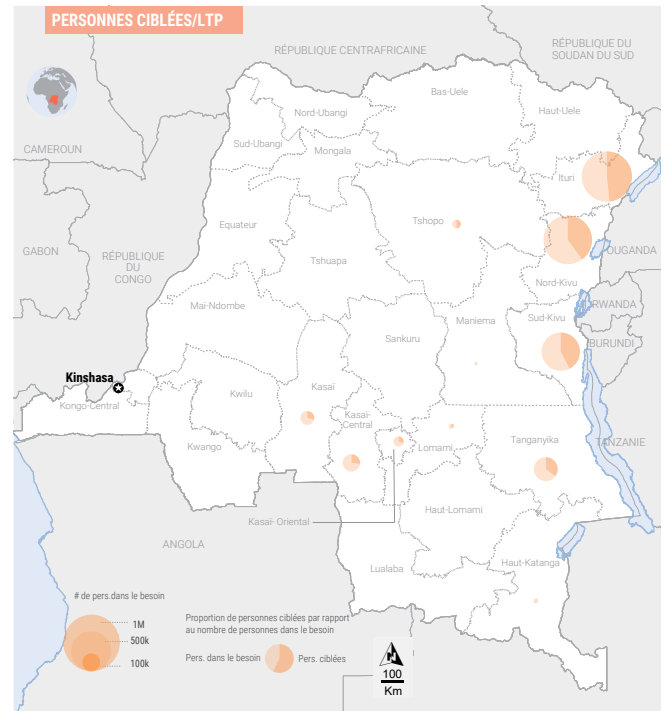 PERSONNES CIBLÉES/LTP
RÉPUBLIQUE CENTRAFRICAINE
RÉPUBLIQUE DU
SOUDAN DU SUD
Bas-Uele
Haut-Uele
Nord-Ubangi
Sud-Ubangi
Mongala
CAMEROUN
Ituri
Equateur
Tshopo
GABON
RÉPUBLIQUE
DU
CONGO
Tshuapa
OUGANDA
Nord-Kivu
Maï-Ndombe
RWANDA
Sud-Kivu
Maniema
Sankuru
BURUNDI
Kinshasa
Kasaï
Kwilu
Kongo-Central
Kasaï-
Central
Kwango
Lomami
Tanganyika
TANZANIE
Haut-Lomami
Kasaï- Oriental
ANGOLA
Lualaba
Haut-Katanga
# de pers.dans le besoin
1M
500k
100k
Proportion de personnes ciblées par rapport
au nombre de personnes dans le besoin
Pers. dans le besoin
Pers. ciblées
100
Km